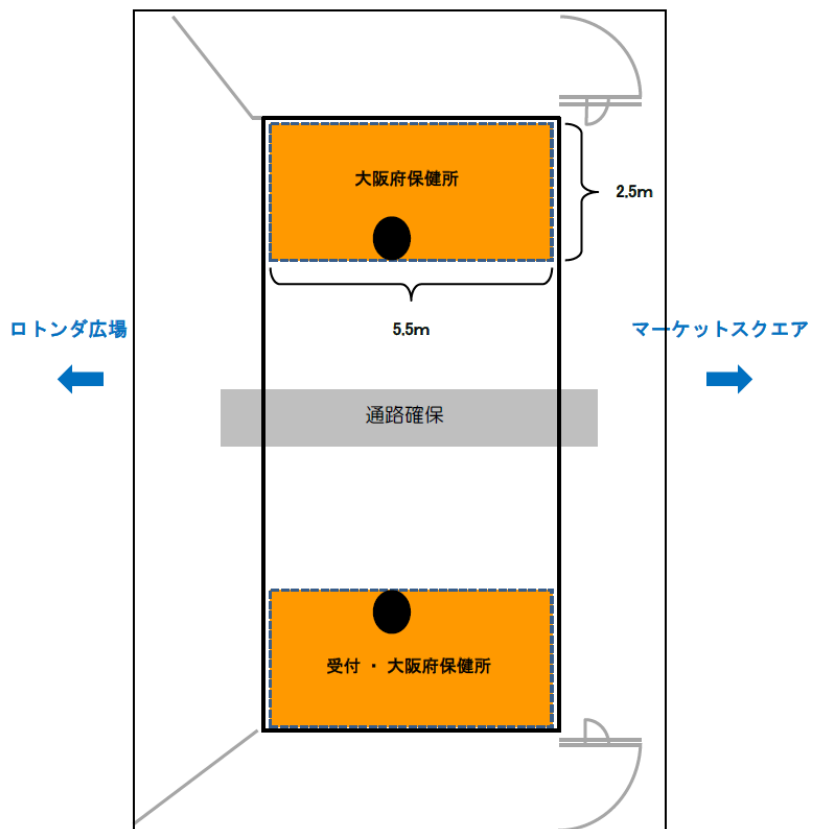 大阪府保健所
2.5m
5.5m
ロトンダ広場
マーケットスクエア
通路確保
受付 ・ 大阪府保健所